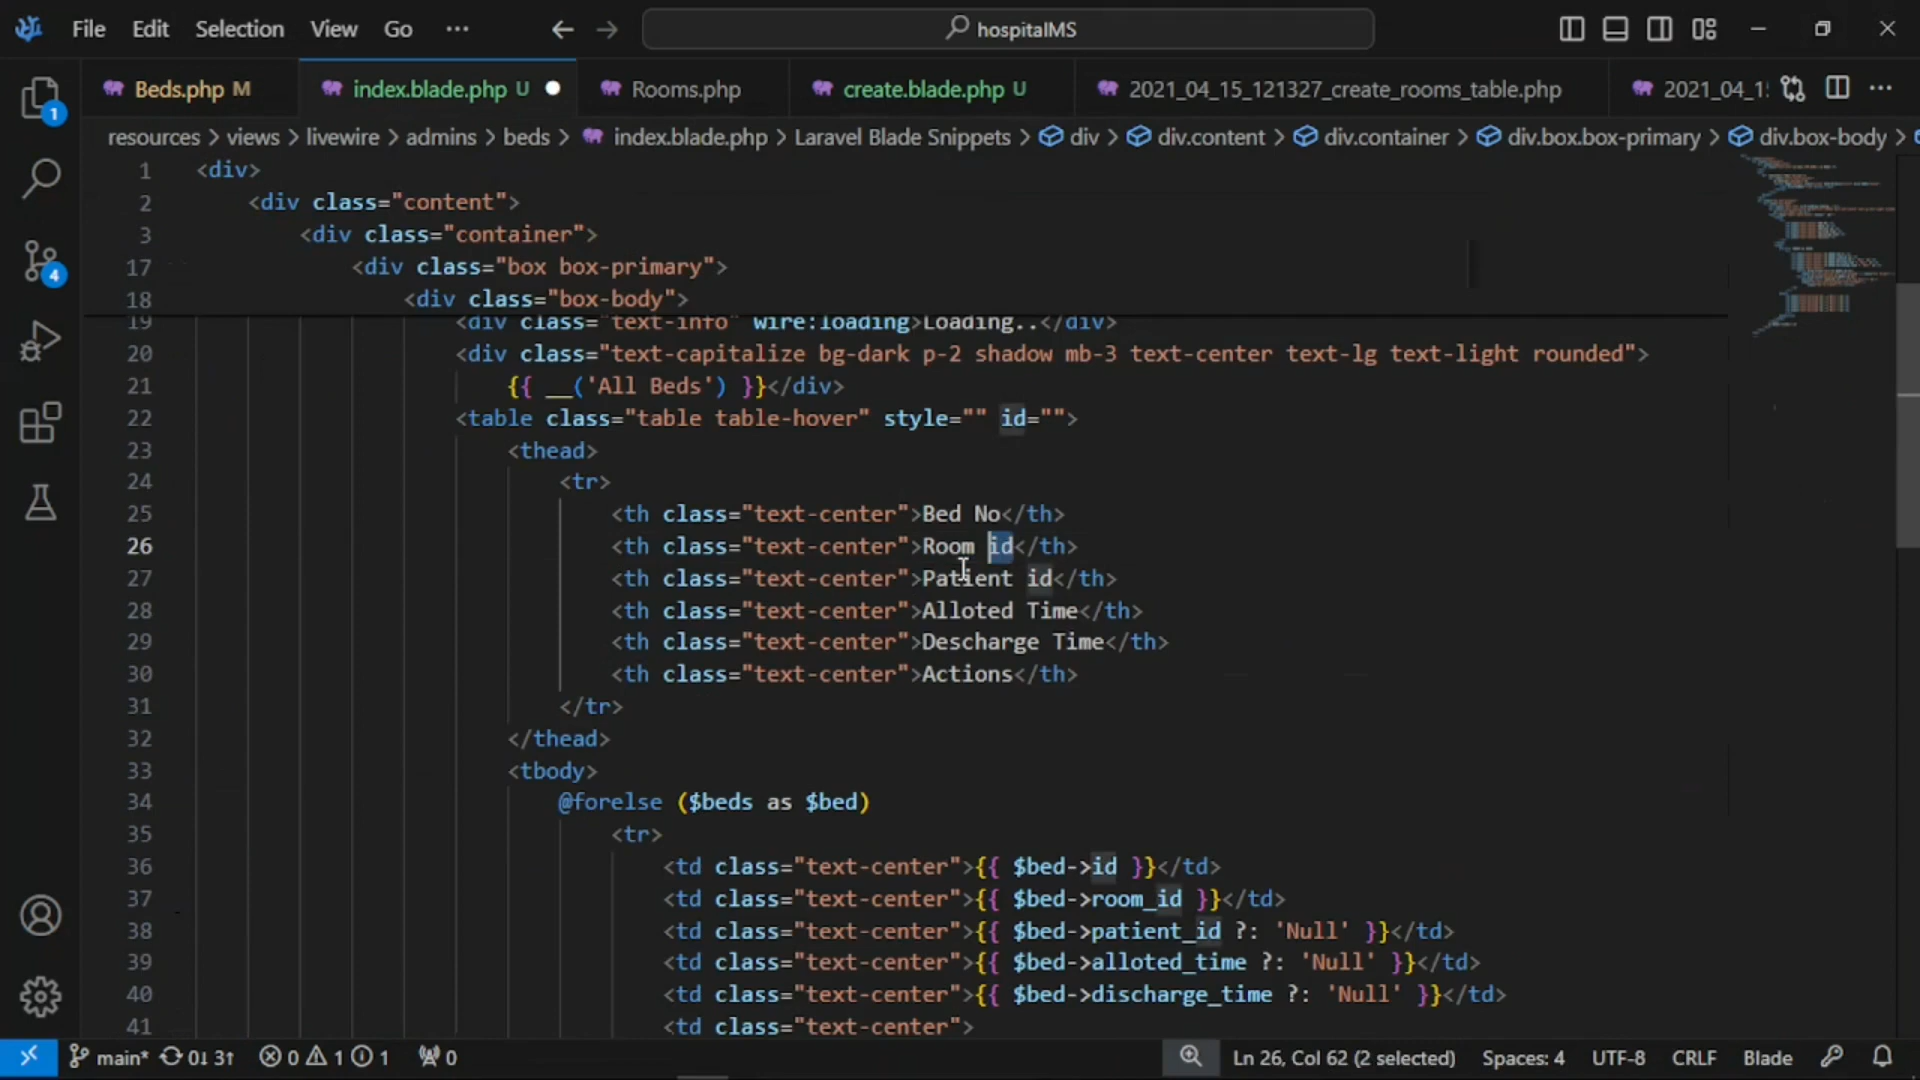 File Edit Selection View Go ··· hospitalMS
Beds.php M index.blade.php U Rooms.php create.blade.php U 2021_04_15_121327_create_rooms_table.php 2021_04_1
resources > views > livewire > admins > beds > index.blade.php > Laravel Blade Snippets > div > div.content > div.container > div.box.box-primary > div.box-body >
1 <div>
2 <div class="content">
3 <div class="container">
17 <div class="box box-primary">
18 <div class="box-body">
19 <div class="text-info" wire:loading>Loading..</div>
20 <div class="text-capitalize bg-dark p-2 shadow mb-3 text-center text-lg text-light rounded">
21 {{ __('All Beds') }}</div>
22 <table class="table table-hover" style="" id="">
23 <thead>
24 <tr>
25 <th class="text-center">Bed No</th>
26 <th class="text-center">Room id</th>
27 <th class="text-center">Patient id</th>
28 <th class="text-center">Alloted Time</th>
29 <th class="text-center">Descharge Time</th>
30 <th class="text-center">Actions</th>
31 </tr>
32 </thead>
33 <tbody>
34 @forelse ($beds as $bed)
35 <tr>
36 <td class="text-center">{{ $bed->id }}</td>
37 <td class="text-center">{{ $bed->room_id }}</td>
38 <td class="text-center">{{ $bed->patient_id ?: 'Null' }}</td>
39 <td class="text-center">{{ $bed->alloted_time ?: 'Null' }}</td>
40 <td class="text-center">{{ $bed->discharge_time ?: 'Null' }}</td>
41 <td class="text-center">
1
4
main* 0↓ 3↑ 0 1 1 0 Ln 26, Col 62 (2 selected) Spaces: 4 UTF-8 CRLF Blade